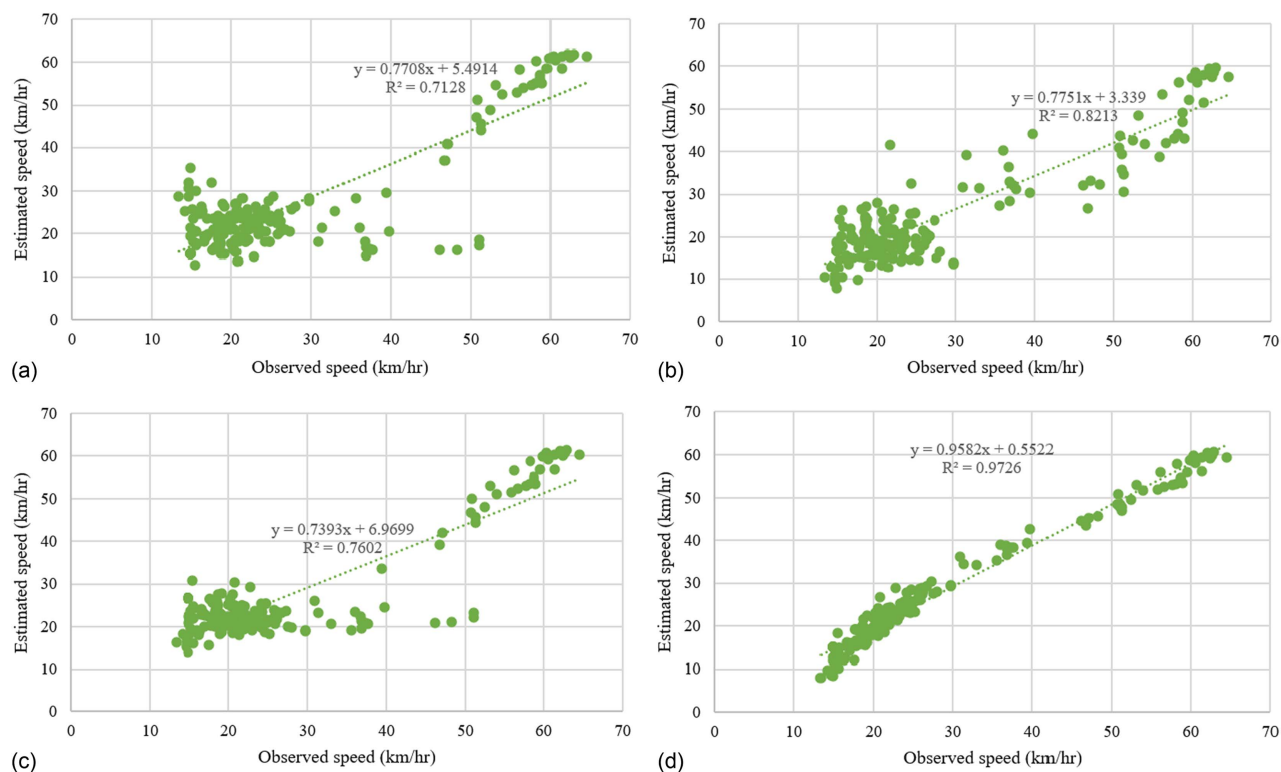 70
60
50
40
30
20
10
0
Estimated speed (km/hr)
y = 0.7708x + 5.4914
R² = 0.7128
0 10 20 30 40 50 60 70
Observed speed (km/hr)
(a)
70
60
50
40
30
20
10
0
Estimated speed (km/hr)
y = 0.7751x + 3.339
R² = 0.8213
0 10 20 30 40 50 60 70
Observed speed (km/hr)
(b)
70
60
50
40
30
20
10
0
Estimated speed (km/hr)
y = 0.7393x + 6.9699
R² = 0.7602
0 10 20 30 40 50 60 70
Observed speed (km/hr)
(c)
70
60
50
40
30
20
10
0
Estimated speed (km/hr)
y = 0.9582x + 0.5522
R² = 0.9726
0 10 20 30 40 50 60 70
Observed speed (km/hr)
(d)